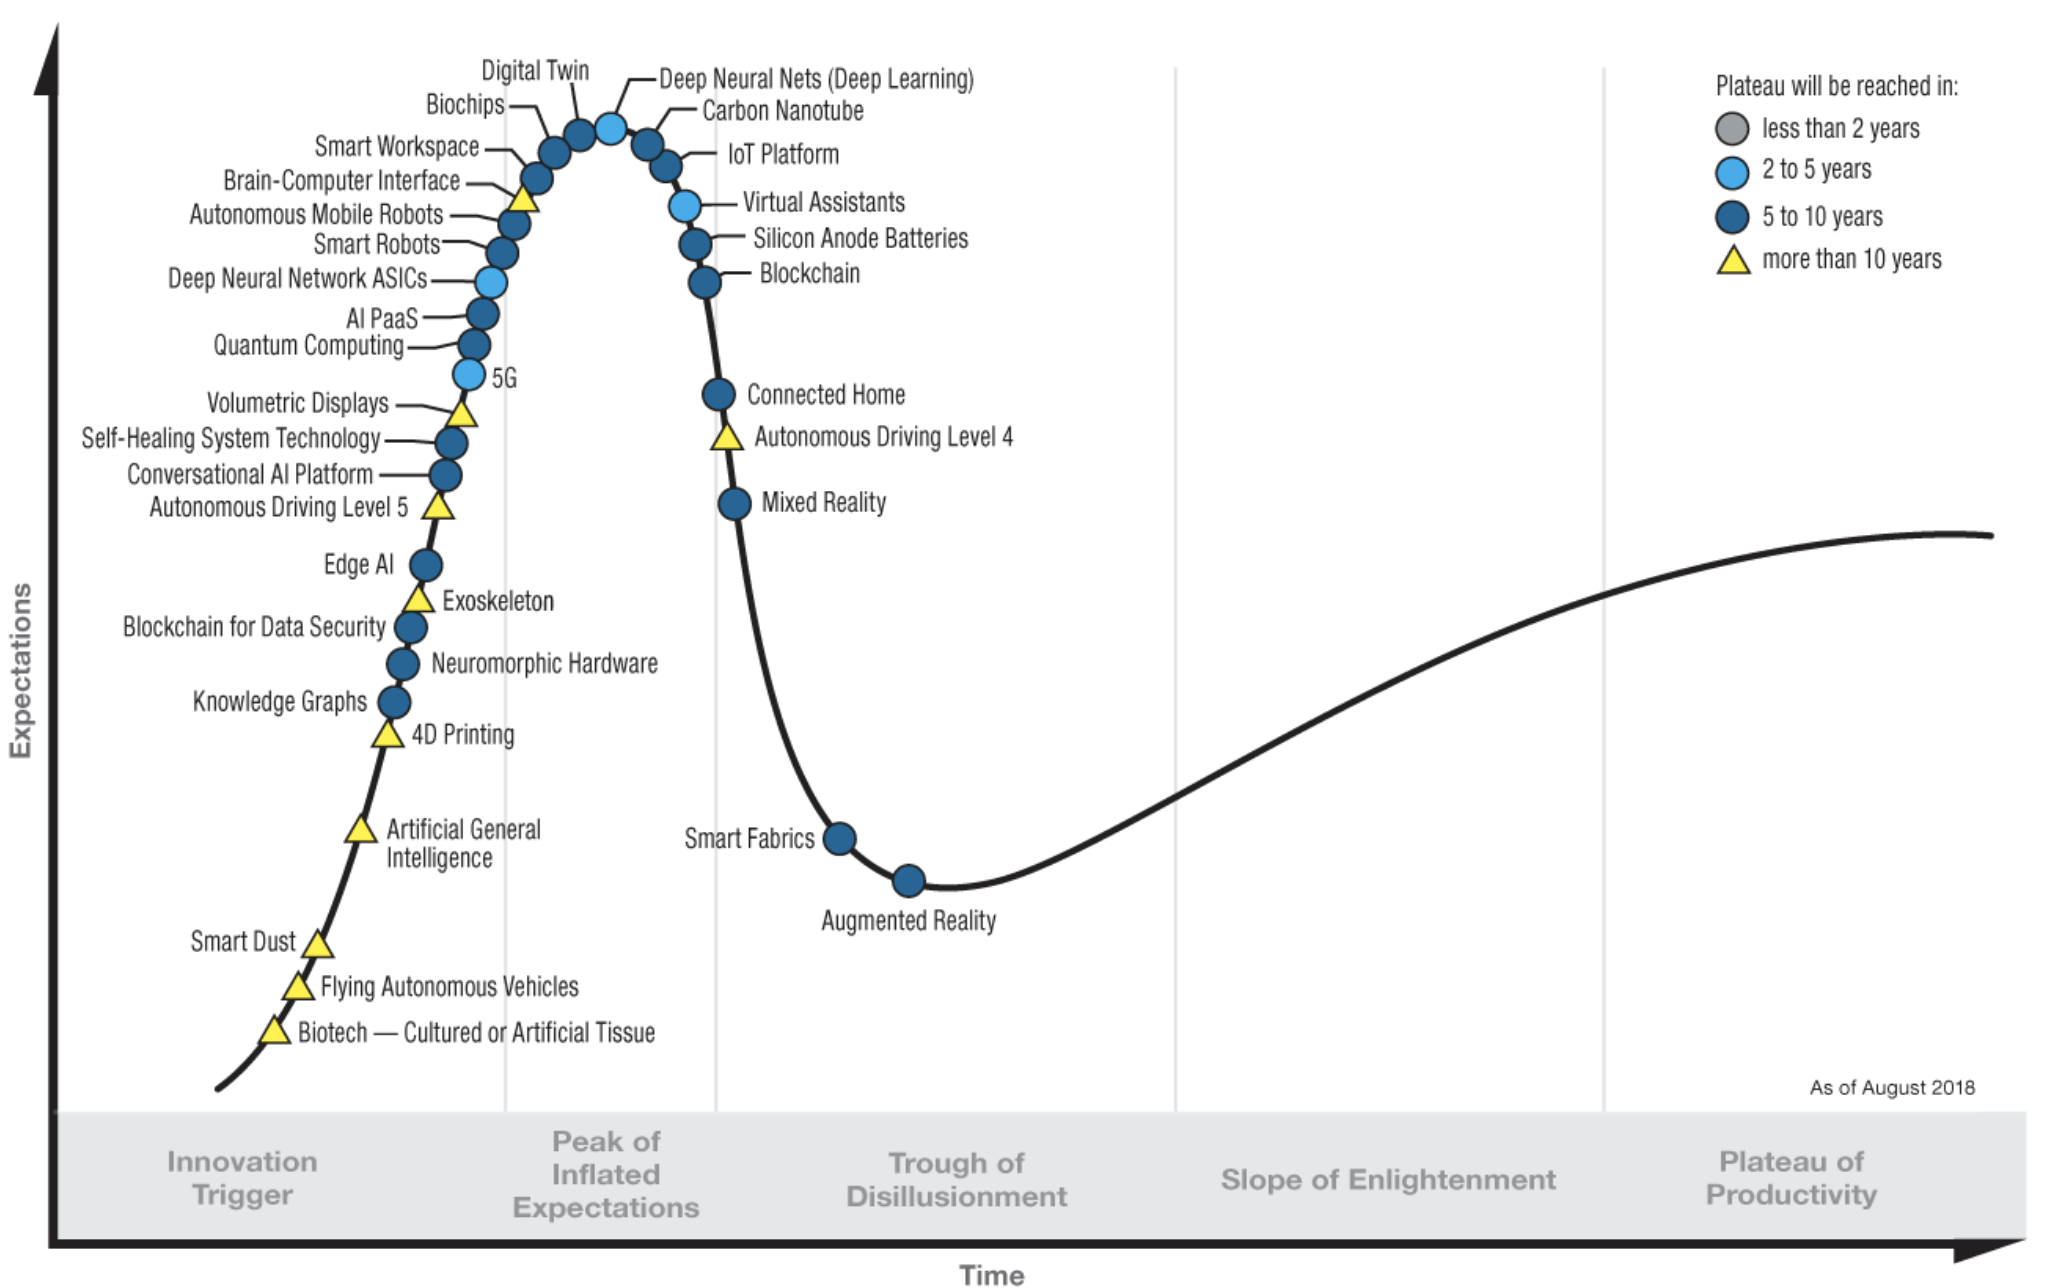 Digital Twin
Deep Neural Nets (Deep Learning)
Biochips
Carbon Nanotube
Smart Workspace
IoT Platform
Brain-Computer Interface
Virtual Assistants
Autonomous Mobile Robots
Silicon Anode Batteries
Smart Robots
Blockchain
Deep Neural Network ASICs
AI PaaS
Quantum Computing
5G
Connected Home
Volumetric Displays
Autonomous Driving Level 4
Self-Healing System Technology
Conversational AI Platform
Mixed Reality
Autonomous Driving Level 5
Edge AI
Exoskeleton
Blockchain for Data Security
Neuromorphic Hardware
Knowledge Graphs
4D Printing
Artificial General
Intelligence
Smart Fabrics
Augmented Reality
Smart Dust
Flying Autonomous Vehicles
Biotech — Cultured or Artificial Tissue
Plateau will be reached in:
less than 2 years
2 to 5 years
5 to 10 years
more than 10 years
As of August 2018
Expectations
Innovation
Trigger
Peak of
Inflated
Expectations
Trough of
Disillusionment
Slope of Enlightenment
Plateau of
Productivity
Time